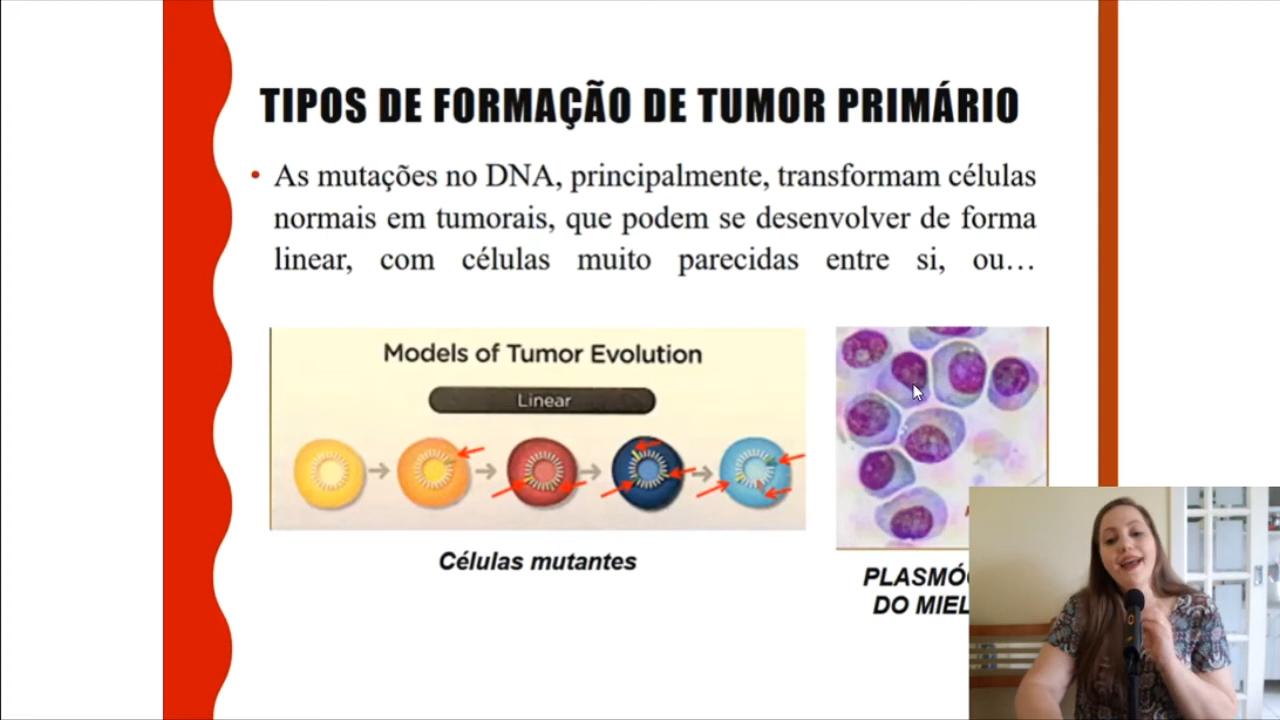 TIPOS DE FORMAÇÃO DE TUMOR PRIMÁRIO
• As mutações no DNA, principalmente, transformam células
normais em tumorais, que podem se desenvolver de forma
linear, com células muito parecidas entre si, ou…
Models of Tumor Evolution
Linear
Células mutantes
DO